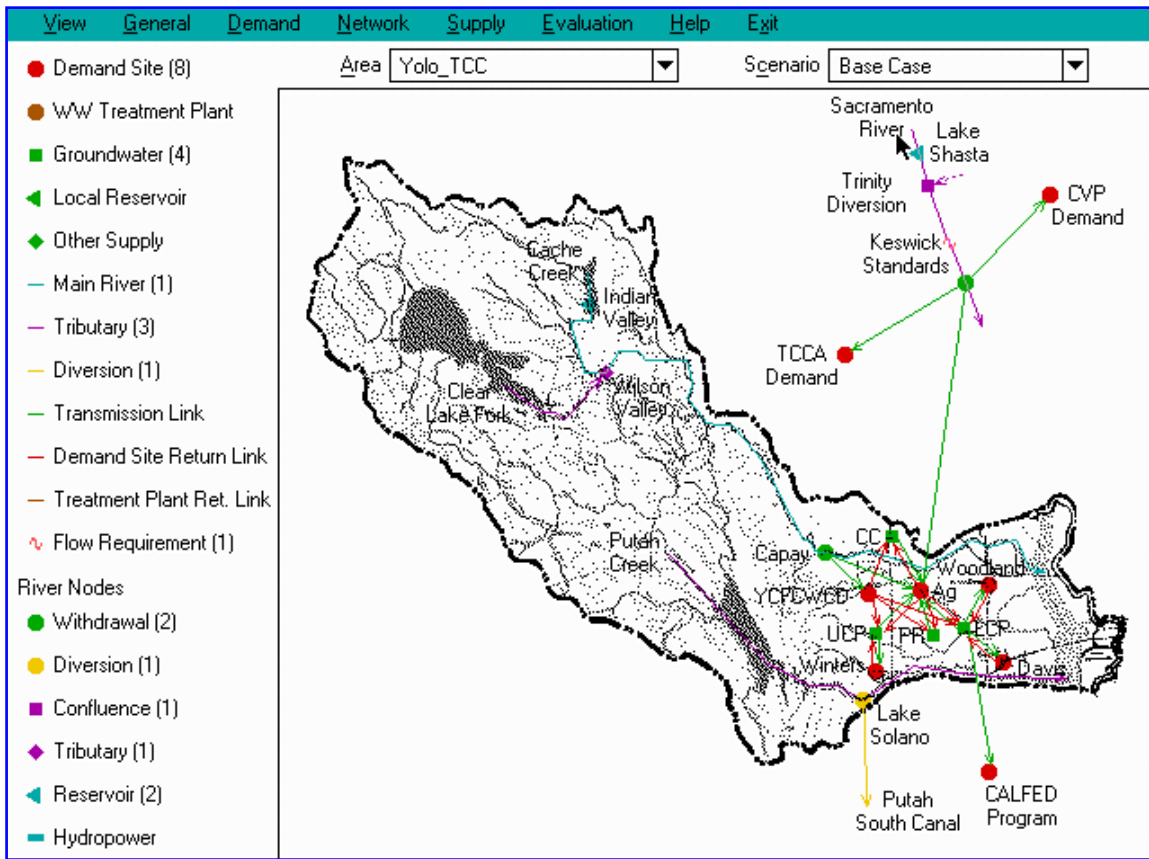 View General Demand Network Supply Evaluation Help Exit
Area Yolo_TCC Scenario Base Case
Demand Site (8)
WW Treatment Plant
Groundwater (4)
Local Reservoir
Other Supply
Main River (1)
Tributary (3)
Diversion (1)
Transmission Link
Demand Site Return Link
Treatment Plant Ret. Link
Flow Requirement (1)
River Nodes
Withdrawal (2)
Diversion (1)
Confluence (1)
Tributary (1)
Reservoir (2)
Hydropower
Sacramento
River
Lake
Shasta
Trinity
Diversion
CVP
Demand
Keswick
Standards
TCCA
Demand
Cache
Creek
Indian
Valley
Clear
Lake Fork
Wilson
Valley
Putah
Creek
Capay
CC
Woodland
YCFCWCD
Ag
UCP
PR
LCP
Winters
Davis
Lake
Solano
Putah
South Canal
CALFED
Program